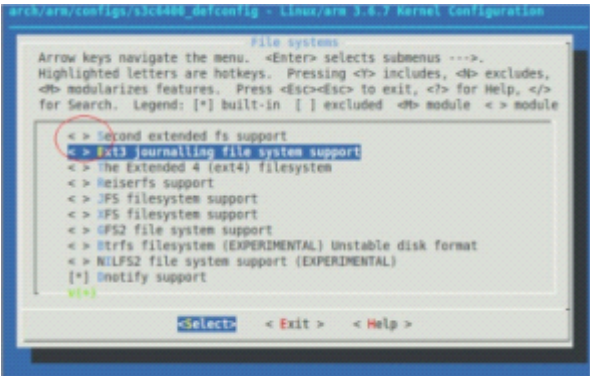 arch/arm/configs/s3c6400_defconfig - Linux/arm 3.6.7 Kernel Configuration
File systems
Arrow keys navigate the menu. <Enter> selects submenus --->.
Highlighted letters are hotkeys. Pressing <Y> includes, <N> excludes,
<M> modularizes features. Press <Esc><Esc> to exit, <?> for Help, </>
for Search. Legend: [*] built-in [ ] excluded <M> module < > module
< > Second extended fs support
< > Ext3 journalling file system support
< > The Extended 4 (ext4) filesystem
< > Reiserfs support
< > JFS filesystem support
< > XFS filesystem support
< > GFS2 file system support
< > Btrfs filesystem (EXPERIMENTAL) Unstable disk format
< > NILFS2 file system support (EXPERIMENTAL)
[*] Dnotify support
v(+)
<Select> < Exit > < Help >